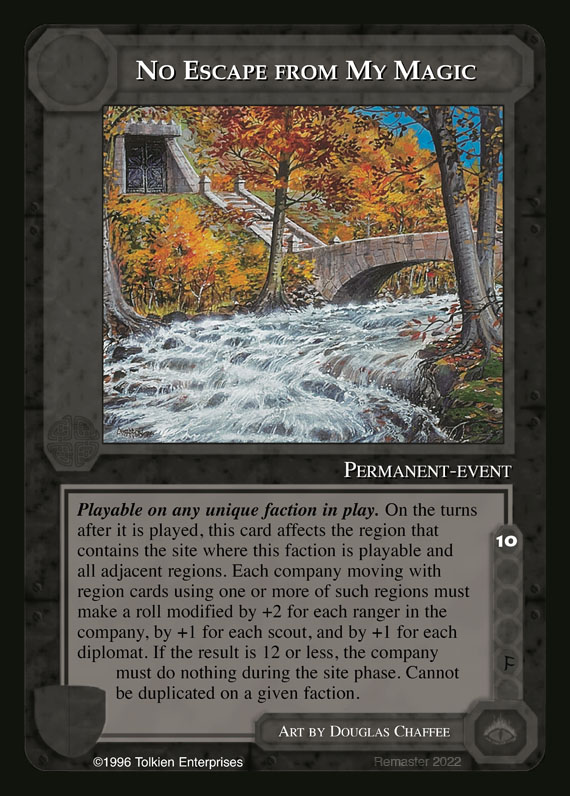 No Escape from My Magic
Permanent-event
Playable on any unique faction in play. On the turns
after it is played, this card affects the region that
contains the site where this faction is playable and
all adjacent regions. Each company moving with
region cards using one or more of such regions must
make a roll modified by +2 for each ranger in the
company, by +1 for each scout, and by +1 for each
diplomat. If the result is 12 or less, the company
must do nothing during the site phase. Cannot
be duplicated on a given faction.
10
Art by Douglas Chaffee
©1996 Tolkien Enterprises
Remaster 2022